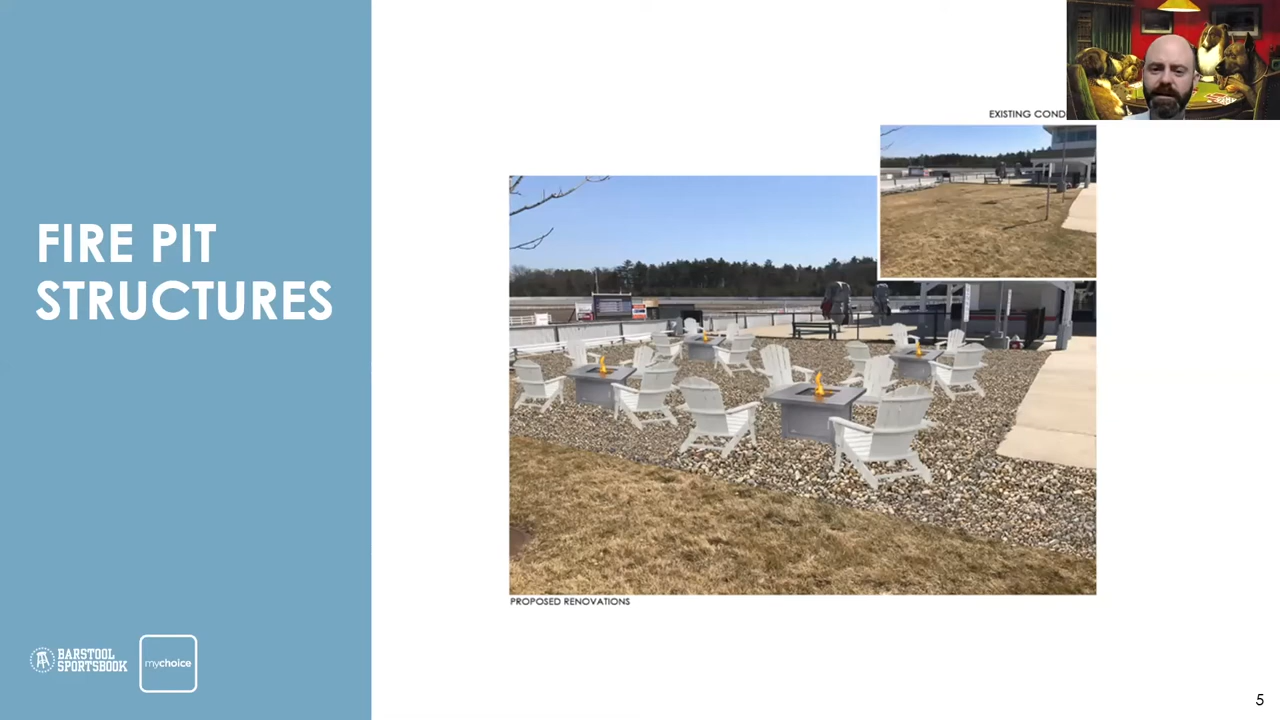 FIRE PIT
STRUCTURES
EXISTING COND
PROPOSED RENOVATIONS
BARSTOOL
SPORTSBOOK
mychoice
5